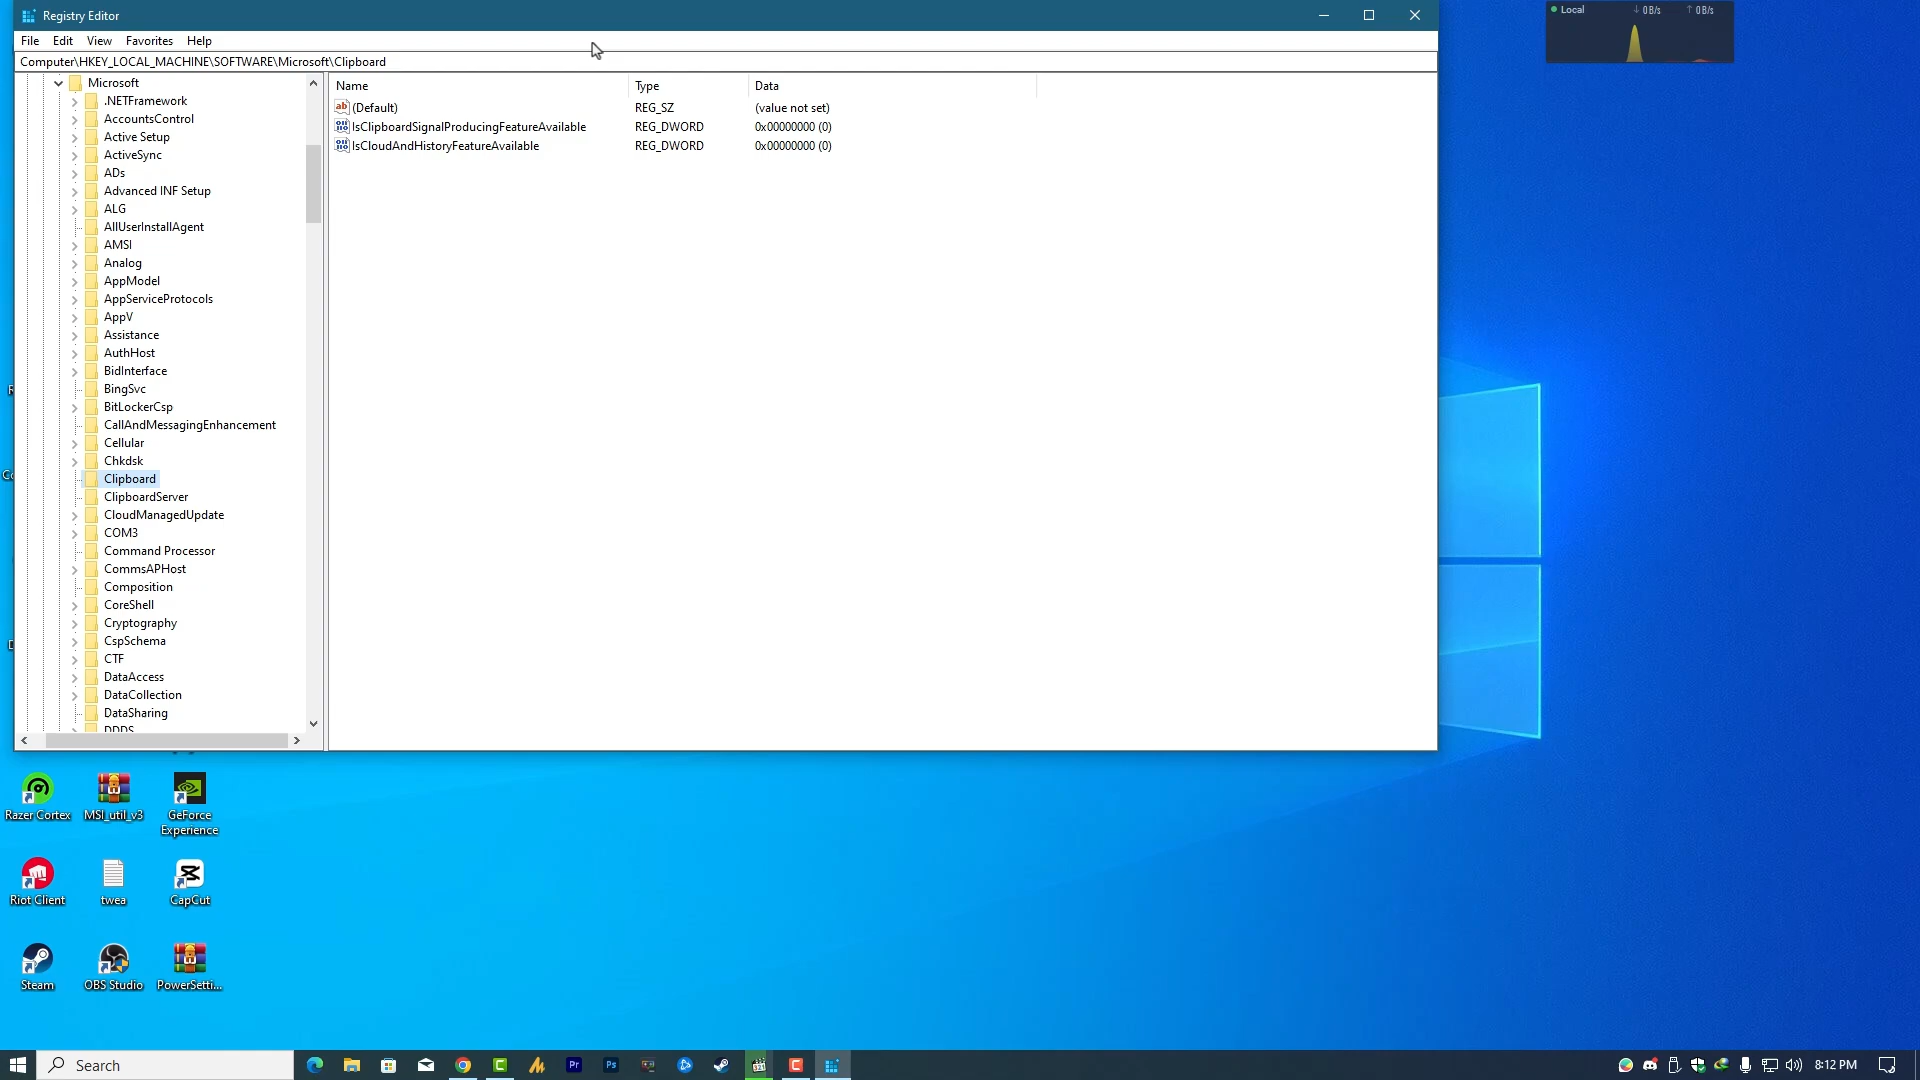 Registry Editor
File Edit View Favorites Help
Computer\HKEY_LOCAL_MACHINE\SOFTWARE\Microsoft\Clipboard
Microsoft
.NETFramework
AccountsControl
Active Setup
ActiveSync
ADs
Advanced INF Setup
ALG
AllUserInstallAgent
AMSI
Analog
AppModel
AppServiceProtocols
AppV
Assistance
AuthHost
BidInterface
BingSvc
BitLockerCsp
CallAndMessagingEnhancement
Cellular
Chkdsk
Clipboard
ClipboardServer
CloudManagedUpdate
COM3
Command Processor
CommsAPHost
Composition
CoreShell
Cryptography
CspSchema
CTF
DataAccess
DataCollection
DataSharing
DDDS
Name Type Data
(Default) REG_SZ (value not set)
IsClipboardSignalProducingFeatureAvailable REG_DWORD 0x00000000 (0)
IsCloudAndHistoryFeatureAvailable REG_DWORD 0x00000000 (0)
Local 0B/s 0B/s
Razer Cortex
MSI_util_v3
GeForce
Experience
Riot Client
twea
CapCut
Steam
OBS Studio
PowerSetti...
Search
Pr
Ps
8:12 PM